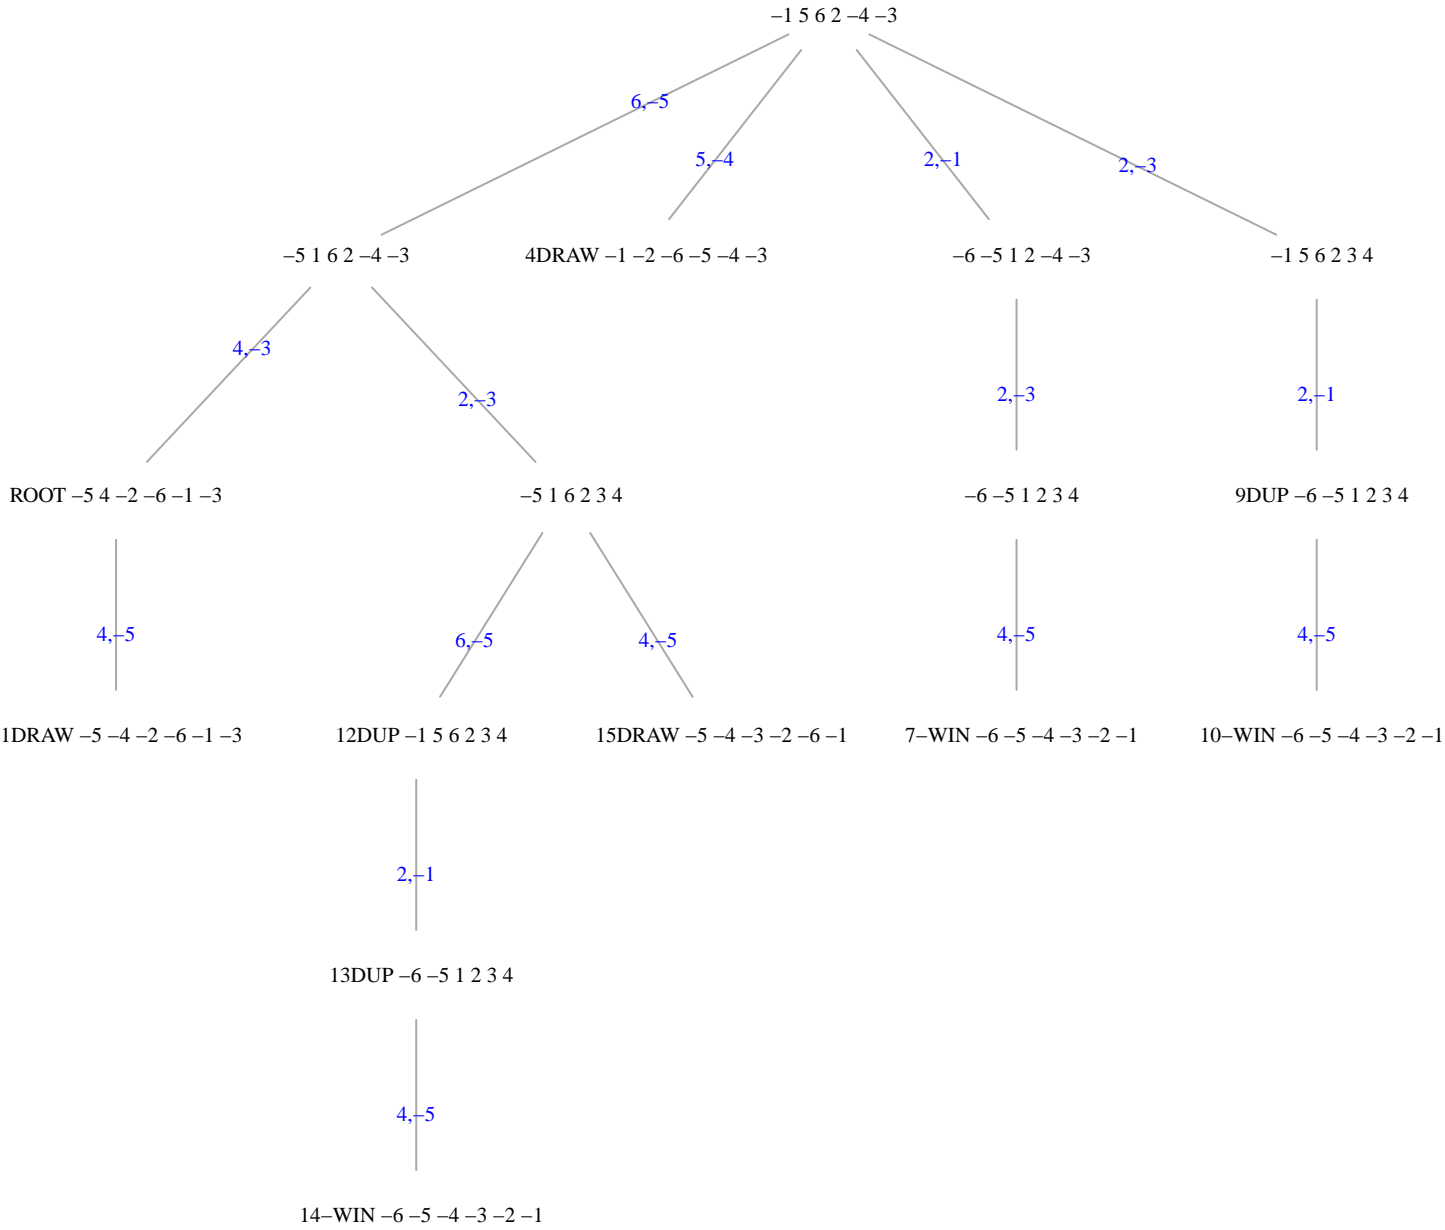 –1 5 6 2 –4 –3
6,–5
5,–4
2,–1
2,–3
–5 1 6 2 –4 –3
4DRAW –1 –2 –6 –5 –4 –3
–6 –5 1 2 –4 –3
–1 5 6 2 3 4
4,–3
2,–3
2,–3
2,–1
ROOT –5 4 –2 –6 –1 –3
–5 1 6 2 3 4
–6 –5 1 2 3 4
9DUP –6 –5 1 2 3 4
4,–5
6,–5
4,–5
4,–5
4,–5
1DRAW –5 –4 –2 –6 –1 –3
12DUP –1 5 6 2 3 4
15DRAW –5 –4 –3 –2 –6 –1
7–WIN –6 –5 –4 –3 –2 –1
10–WIN –6 –5 –4 –3 –2 –1
2,–1
13DUP –6 –5 1 2 3 4
4,–5
14–WIN –6 –5 –4 –3 –2 –1